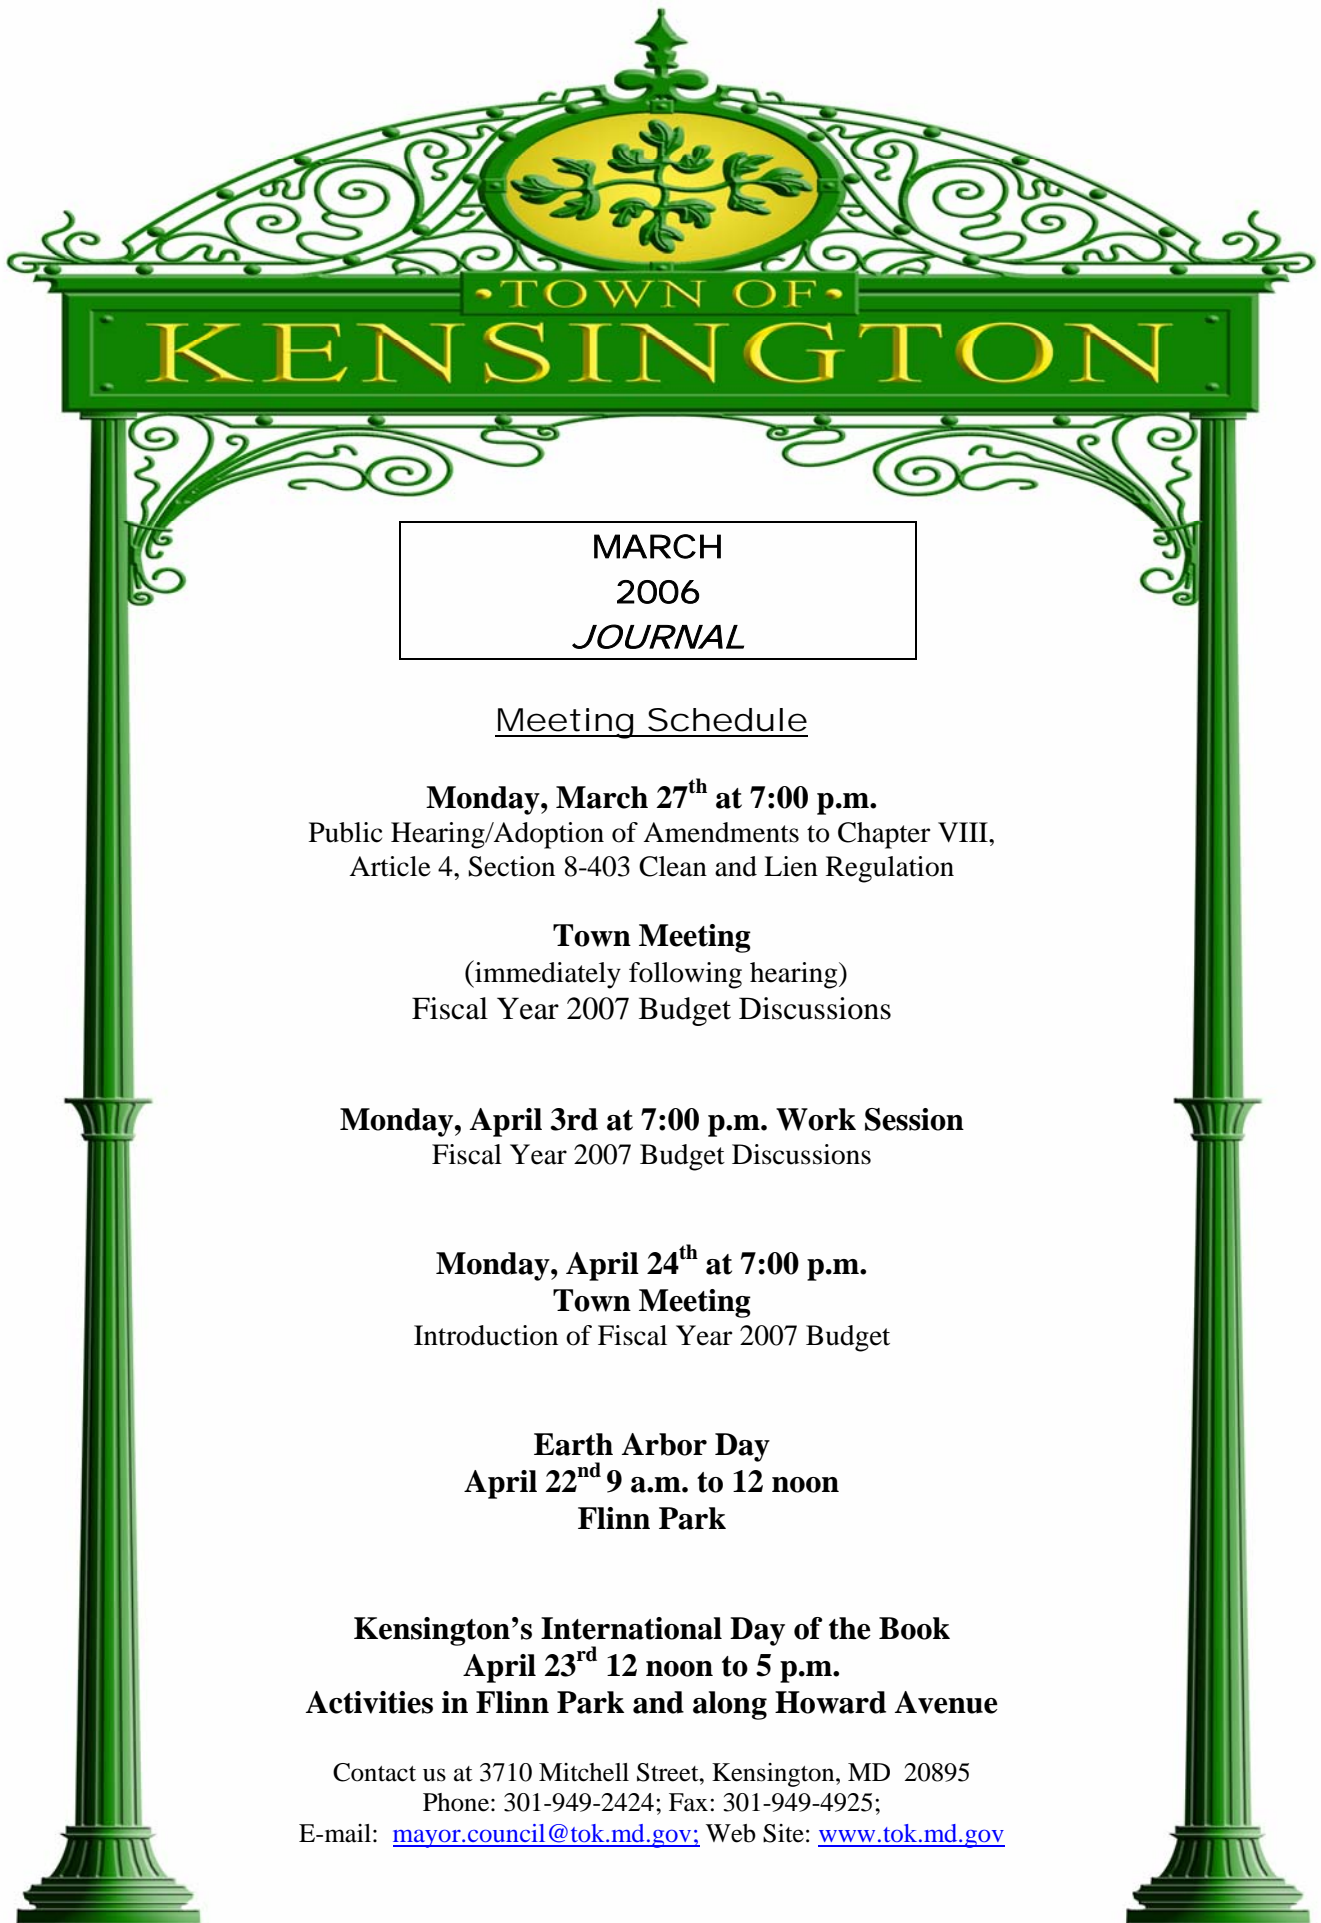 ·TOWN OF·
KENSINGTON
MARCH
2006
JOURNAL
Meeting Schedule
Monday, March 27th at 7:00 p.m.
Public Hearing/Adoption of Amendments to Chapter VIII,
Article 4, Section 8-403 Clean and Lien Regulation
Town Meeting
(immediately following hearing)
Fiscal Year 2007 Budget Discussions
Monday, April 3rd at 7:00 p.m. Work Session
Fiscal Year 2007 Budget Discussions
Monday, April 24th at 7:00 p.m.
Town Meeting
Introduction of Fiscal Year 2007 Budget
Earth Arbor Day
April 22nd 9 a.m. to 12 noon
Flinn Park
Kensington’s International Day of the Book
April 23rd 12 noon to 5 p.m.
Activities in Flinn Park and along Howard Avenue
Contact us at 3710 Mitchell Street, Kensington, MD  20895
Phone: 301-949-2424; Fax: 301-949-4925;
E-mail:  mayor.council@tok.md.gov; Web Site: www.tok.md.gov